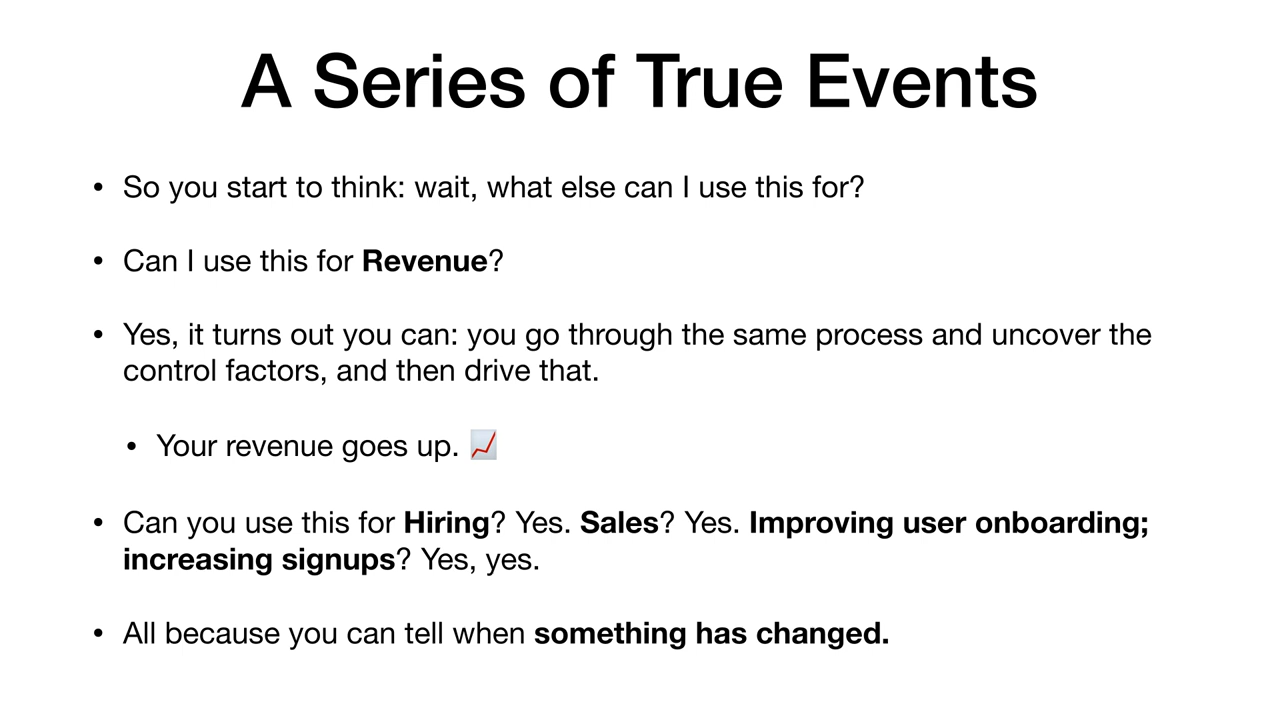 A Series of True Events
• So you start to think: wait, what else can I use this for?
• Can I use this for Revenue?
• Yes, it turns out you can: you go through the same process and uncover the
control factors, and then drive that.
• Your revenue goes up. 📈
• Can you use this for Hiring? Yes. Sales? Yes. Improving user onboarding;
increasing signups? Yes, yes.
• All because you can tell when something has changed.